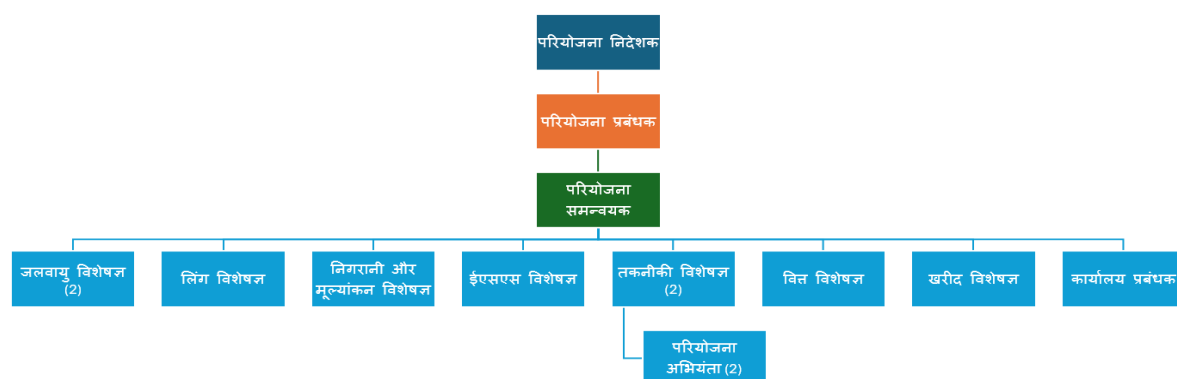 परियोजना निदेशक
परियोजना प्रबंधक
परियोजना
समन्वयक
जलवायु विशेषज्ञ
(2)
लिंग विशेषज्ञ
निगरानी और
मूल्यांकन विशेषज्ञ
ईएसएस विशेषज्ञ
तकनीकी विशेषज्ञ
(2)
वित्त विशेषज्ञ
खरीद विशेषज्ञ
कार्यालय प्रबंधक
परियोजना
अभियंता (2)